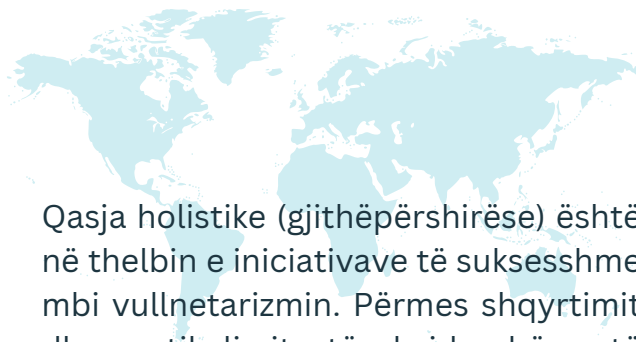 Qasja holistike (gjithëpërshirëse) është
në thelbin e iniciativave të suksesshme
mbi vullnetarizmin. Përmes shqyrtimit